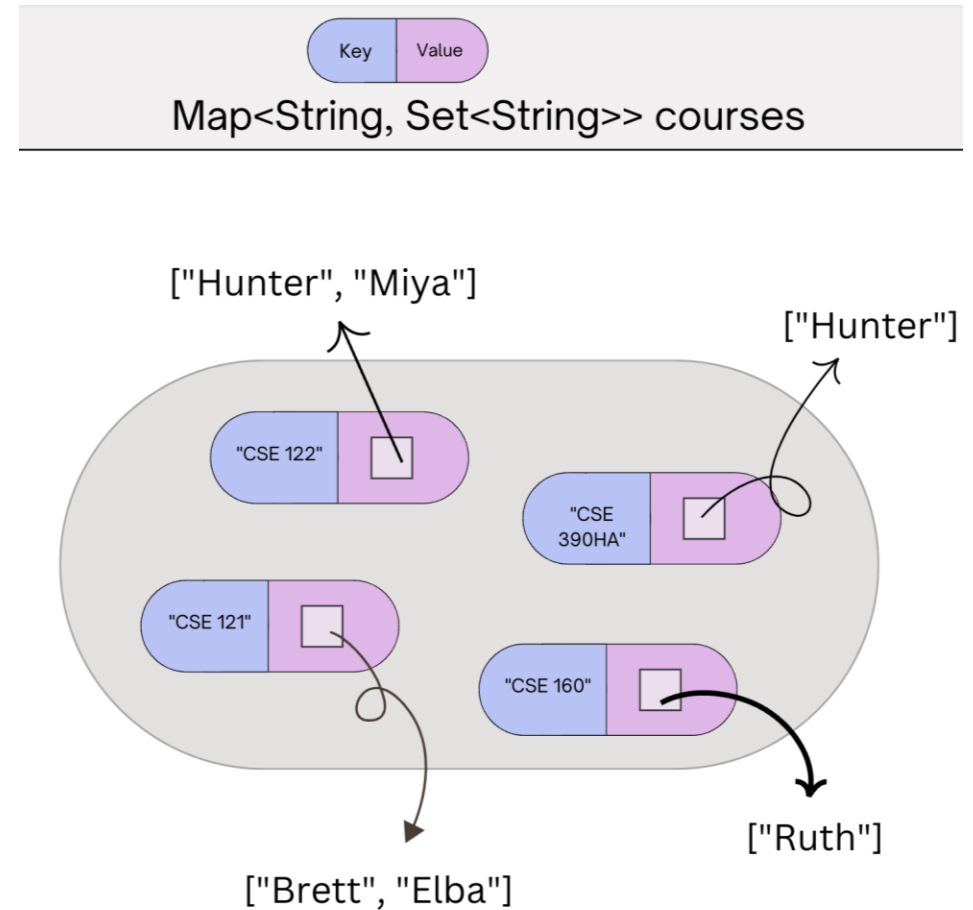 Key Value
Map<String, Set<String>> courses
["Hunter", "Miya"]
["Hunter"]
"CSE 122"
"CSE
390HA"
"CSE 121"
"CSE 160"
["Ruth"]
["Brett", "Elba"]